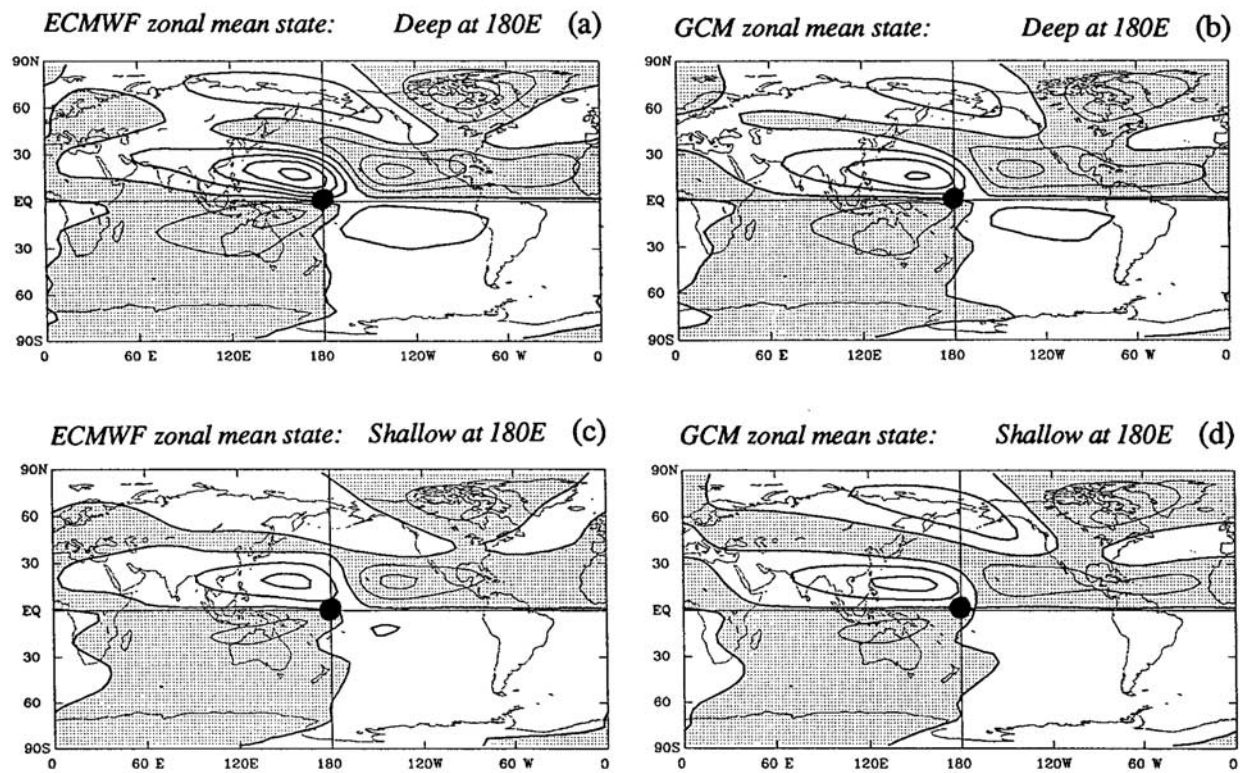 ECMWF zonal mean state: Deep at 180E (a)
90N
60
30
EQ
30
60
90S
0 60 E 120E 180 120W 60 W 0
GCM zonal mean state: Deep at 180E (b)
90N
60
30
EQ
30
60
90S
0 60 E 120E 180 120W 60 W 0
ECMWF zonal mean state: Shallow at 180E (c)
90N
60
30
EQ
30
60
90S
0 60 E 120E 180 120W 60 W 0
GCM zonal mean state: Shallow at 180E (d)
90N
60
30
EQ
30
60
90S
0 60 E 120E 180 120W 60 W 0